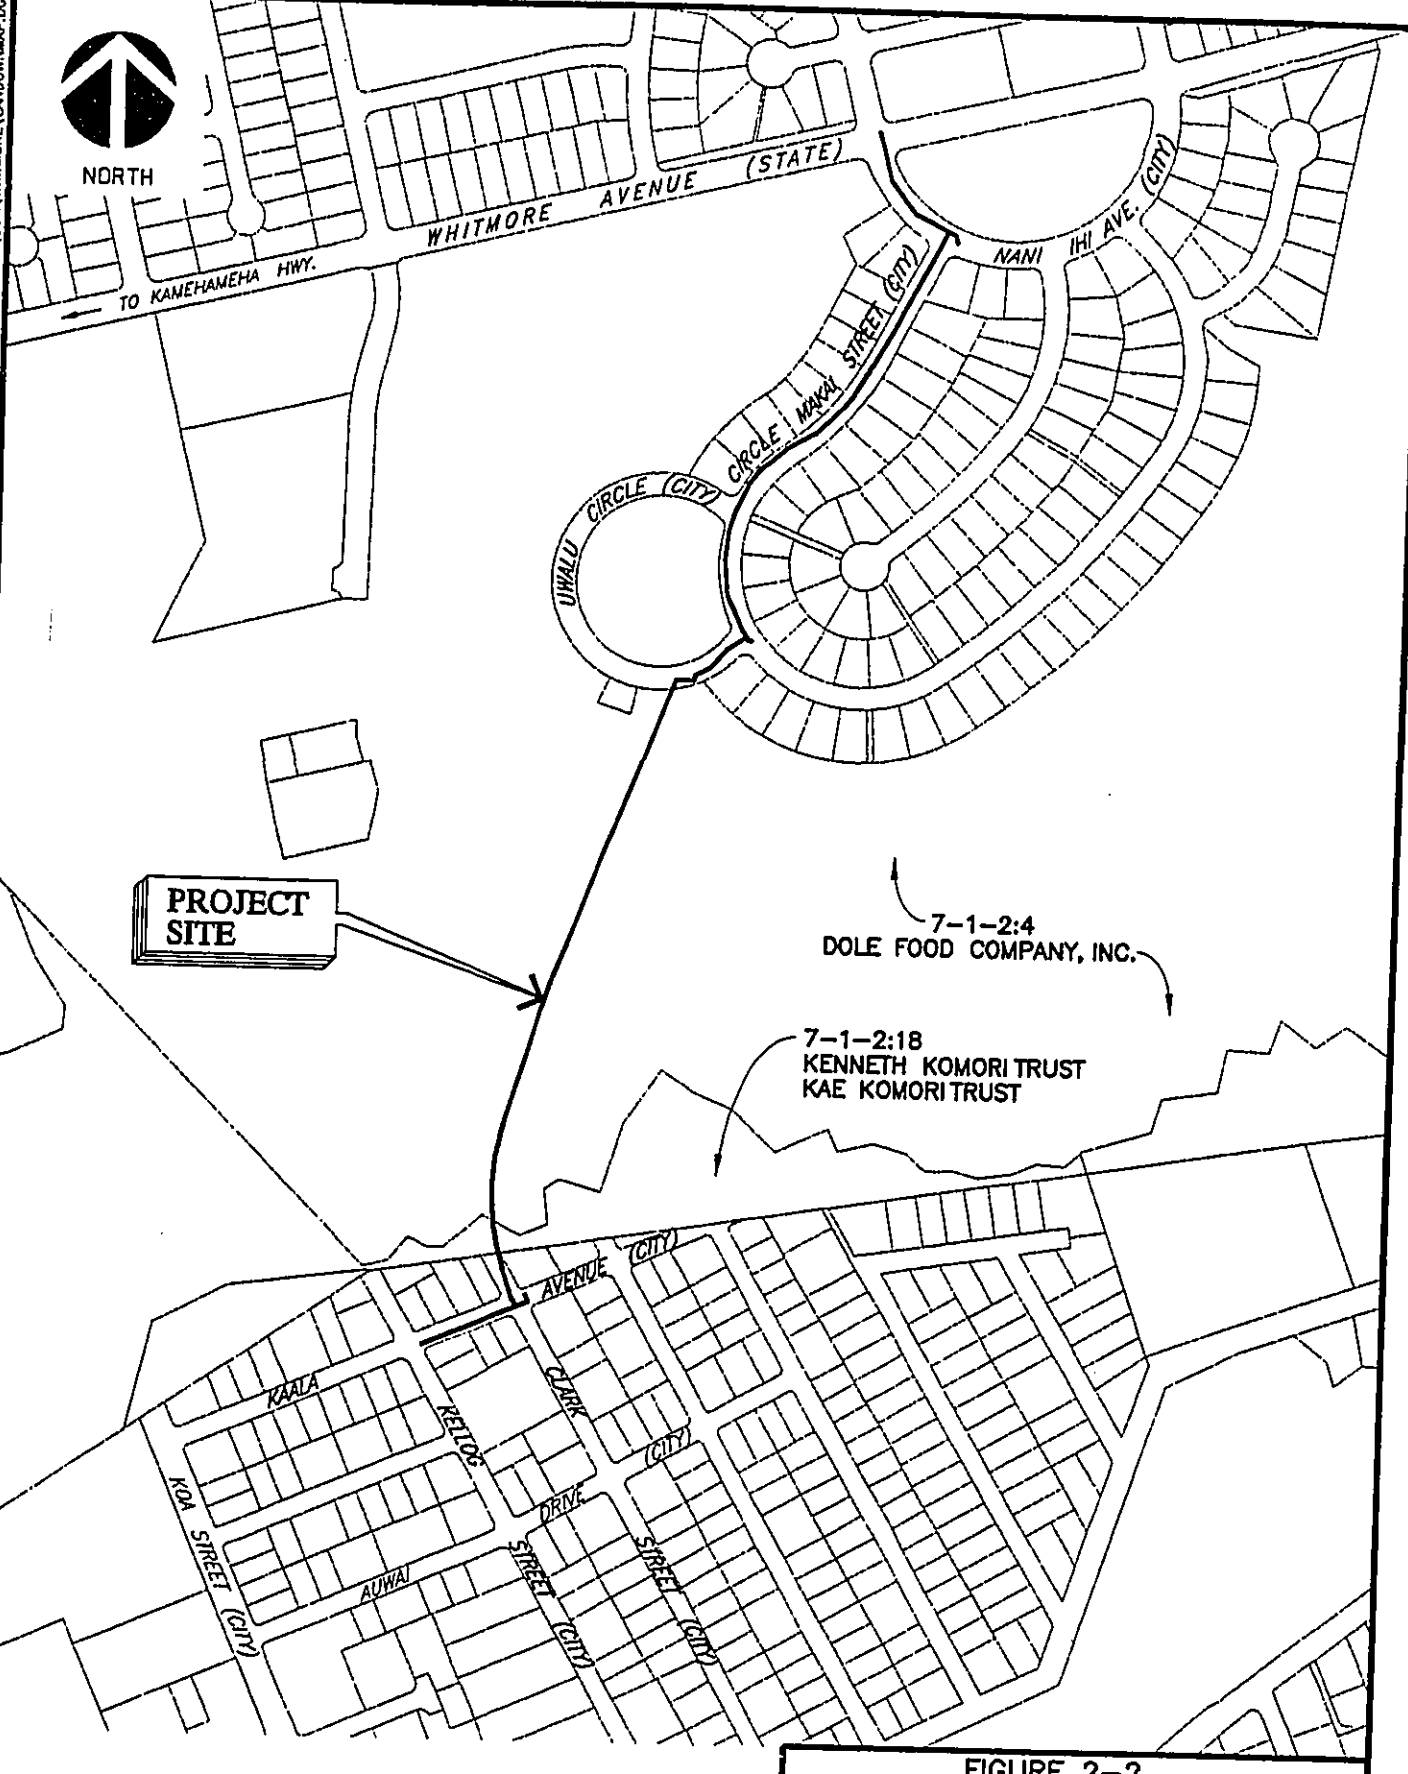 NORTH
WHITMORE AVENUE (STATE)
TO KAMEHAMEHA HWY.
NANI IHI AVE. (CITY)
CIRCLE MAKAI STREET (CITY)
UWALU CIRCLE (CITY)
PROJECT
SITE
7-1-2:4
DOLE FOOD COMPANY, INC.
7-1-2:18
KENNETH KOMORI TRUST
KAE KOMORI TRUST
KAALA AVENUE (CITY)
CLARK STREET (CITY)
KELLOG STREET (CITY)
KOA STREET (CITY)
AUWAI DRIVE (CITY)
FIGURE 2-2